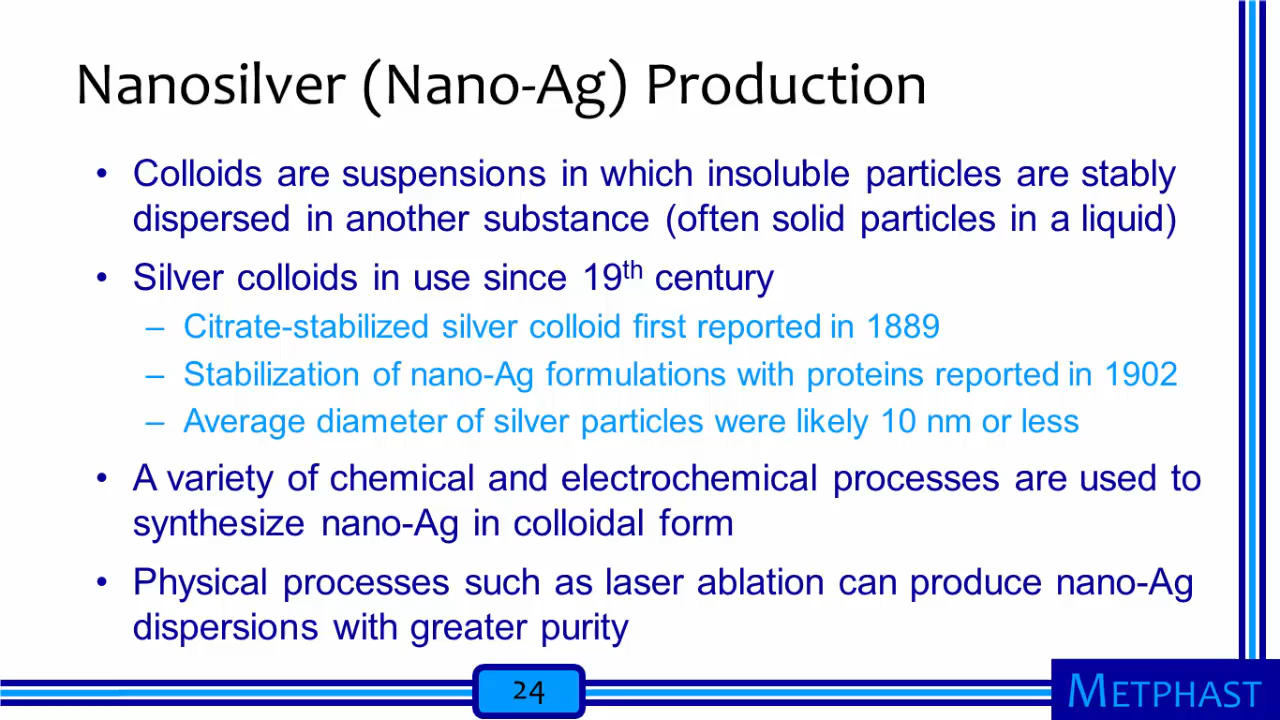 Nanosilver (Nano-Ag) Production
• Colloids are suspensions in which insoluble particles are stably
dispersed in another substance (often solid particles in a liquid)
• Silver colloids in use since 19th century
– Citrate-stabilized silver colloid first reported in 1889
– Stabilization of nano-Ag formulations with proteins reported in 1902
– Average diameter of silver particles were likely 10 nm or less
• A variety of chemical and electrochemical processes are used to
synthesize nano-Ag in colloidal form
• Physical processes such as laser ablation can produce nano-Ag
dispersions with greater purity
24
METPHAST